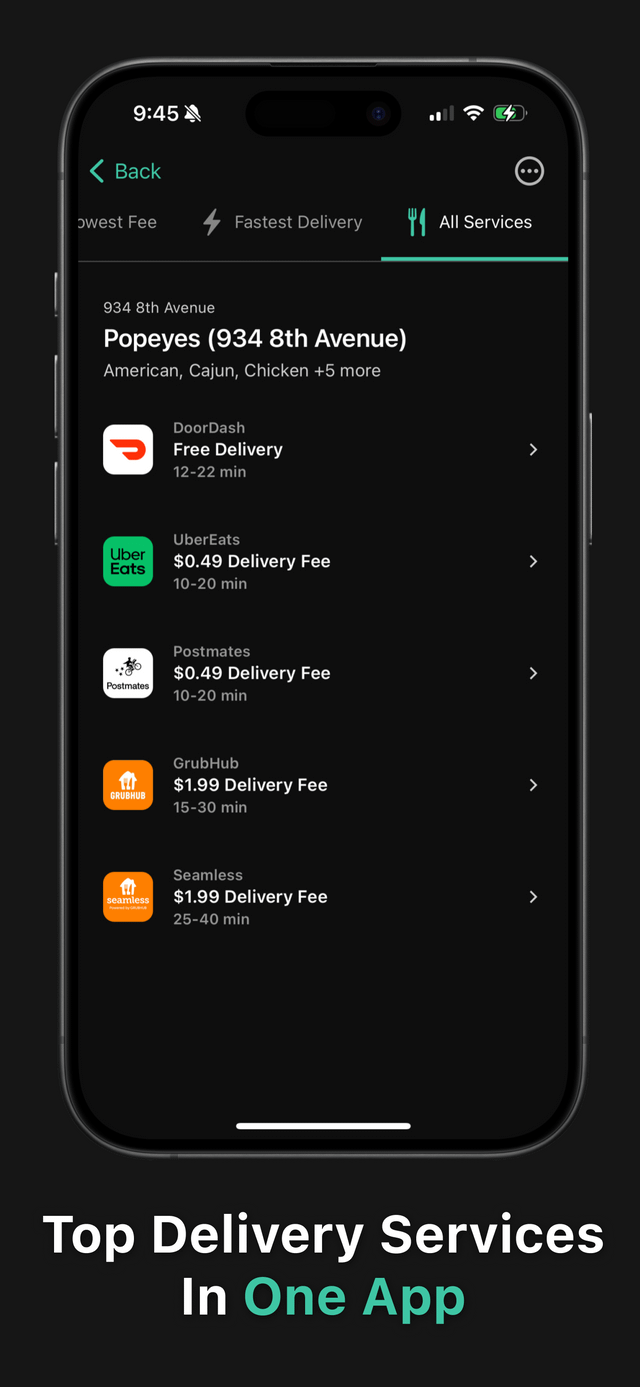 9:45
Back
owest Fee
Fastest Delivery
All Services
934 8th Avenue
Popeyes (934 8th Avenue)
American, Cajun, Chicken +5 more
DoorDash
Free Delivery
12-22 min
Uber
Eats
UberEats
$0.49 Delivery Fee
10-20 min
Postmates
Postmates
$0.49 Delivery Fee
10-20 min
GRUBHUB
GrubHub
$1.99 Delivery Fee
15-30 min
seamless
Powered by GRUBHUB
Seamless
$1.99 Delivery Fee
25-40 min
Top Delivery Services
In One App